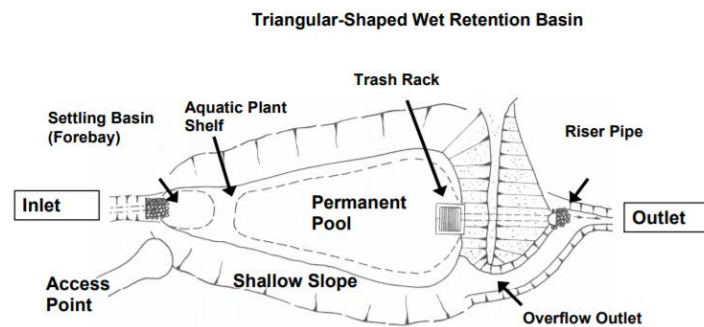 Triangular-Shaped Wet Retention Basin
Trash Rack
Settling Basin
(Forebay)
Aquatic Plant
Shelf
Riser Pipe
Inlet
Permanent
Pool
Outlet
Access
Point
Shallow Slope
Overflow Outlet